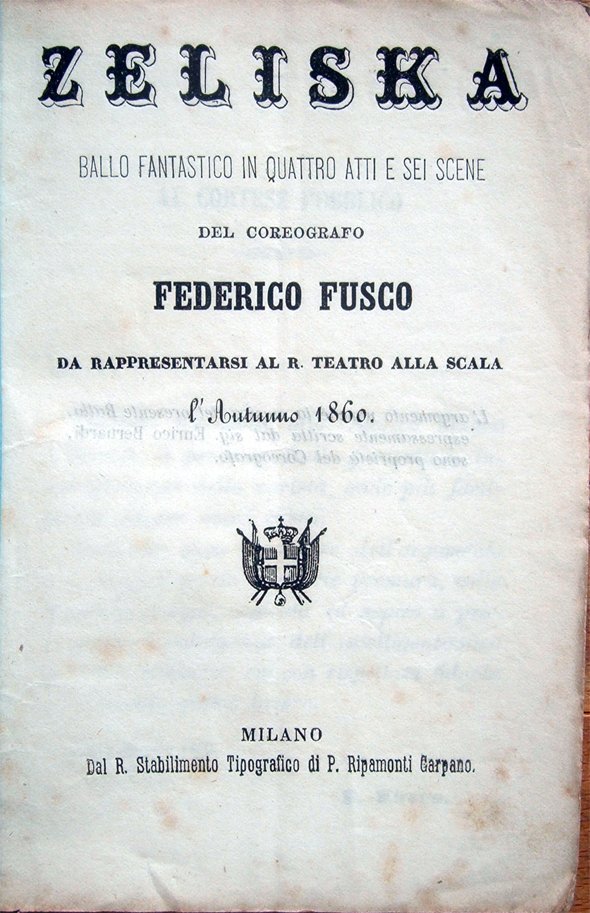 ZELISKA
BALLO FANTASTICO IN QUATTRO ATTI E SEI SCENE
DEL COREOGRAFO
FEDERICO FUSCO
DA RAPPRESENTARSI AL R. TEATRO ALLA SCALA
l'Autunno 1860.
MILANO
Dal R. Stabilimento Tipografico di P. Ripamonti Carpano.